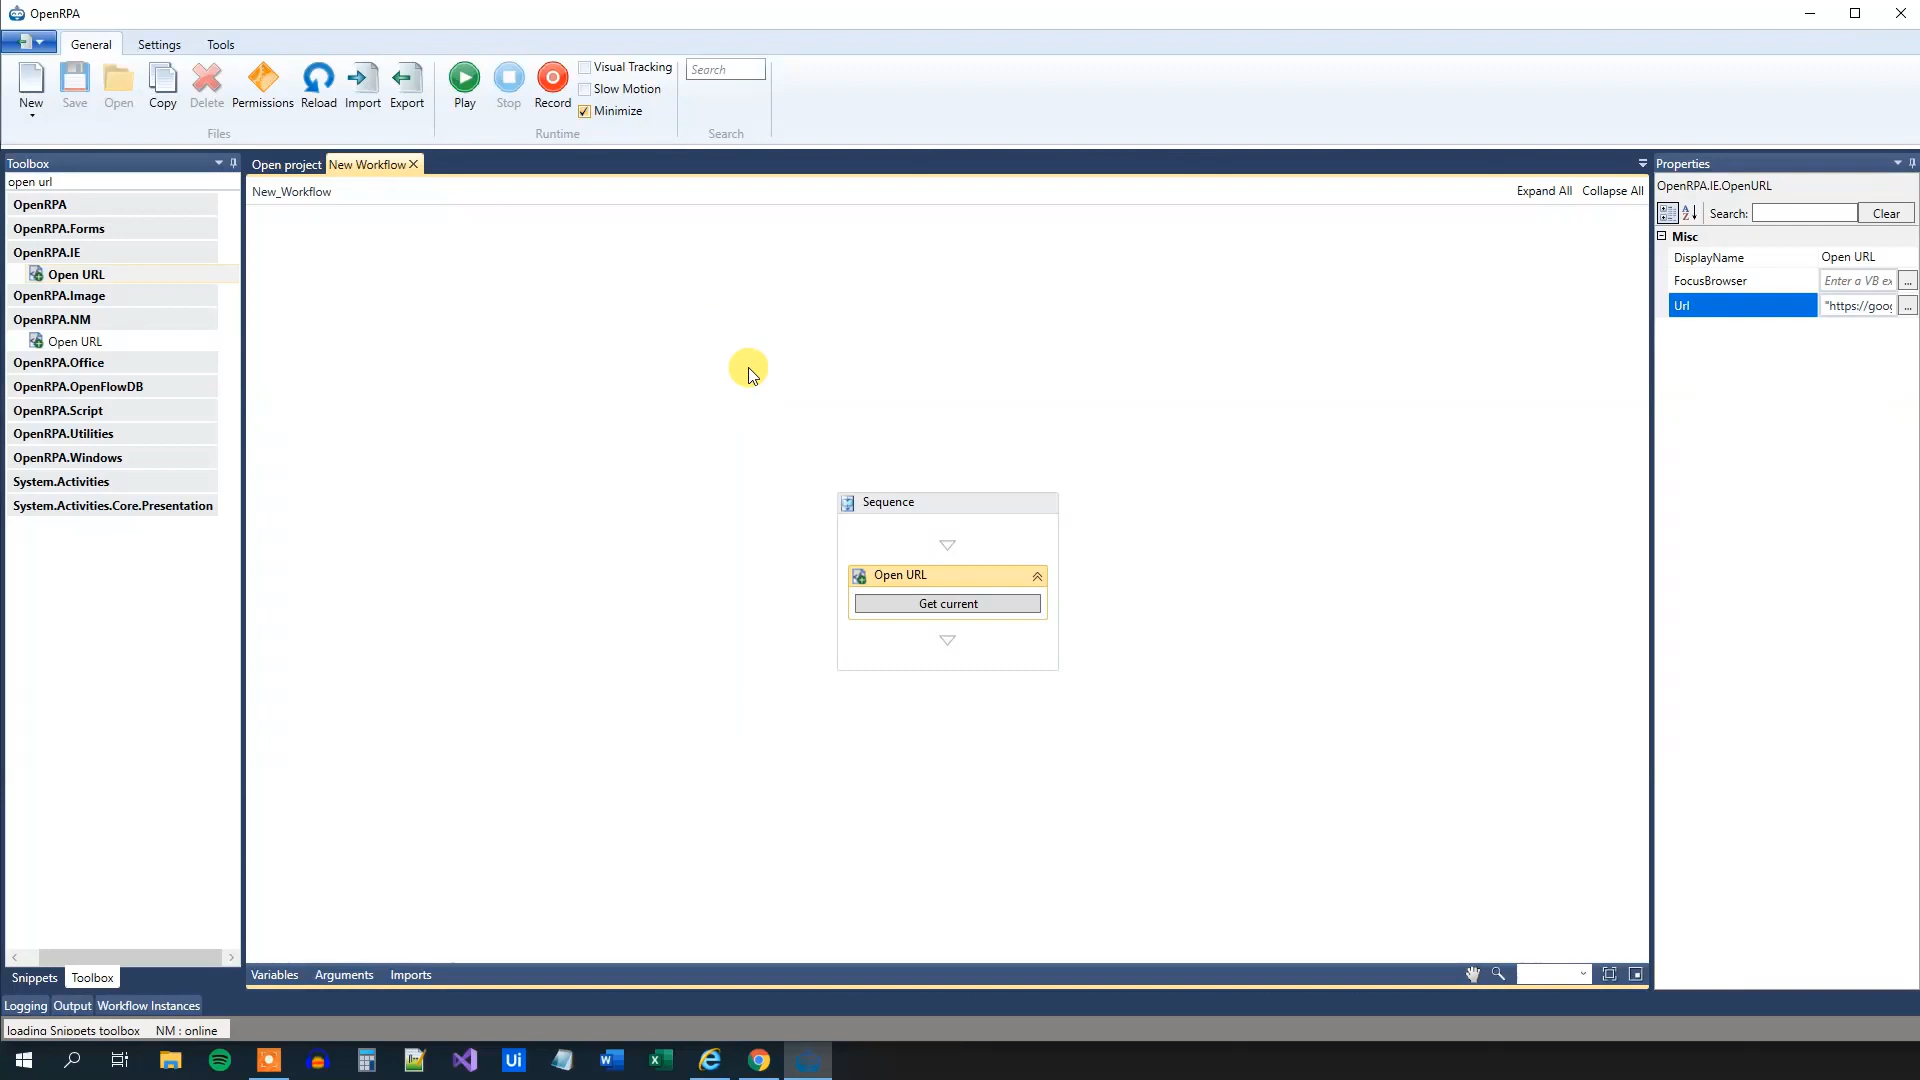 OpenRPA
General Settings Tools
New Save Open Copy Delete Permissions Reload Import Export
Play Stop Record
Visual Tracking
Slow Motion
Minimize
Search
Files Runtime Search
Toolbox
open url
OpenRPA
OpenRPA.Forms
OpenRPA.IE
Open URL
OpenRPA.Image
OpenRPA.NM
Open URL
OpenRPA.Office
OpenRPA.OpenFlowDB
OpenRPA.Script
OpenRPA.Utilities
OpenRPA.Windows
System.Activities
System.Activities.Core.Presentation
Snippets Toolbox
Open project New Workflow
New_Workflow Expand All Collapse All
Sequence
Open URL
Get current
Variables Arguments Imports
Properties
OpenRPA.IE.OpenURL
Search: Clear
Misc
DisplayName Open URL
FocusBrowser Enter a VB ex ...
Url "https://goog ...
Logging Output Workflow Instances
loading Snippets toolbox NM : online